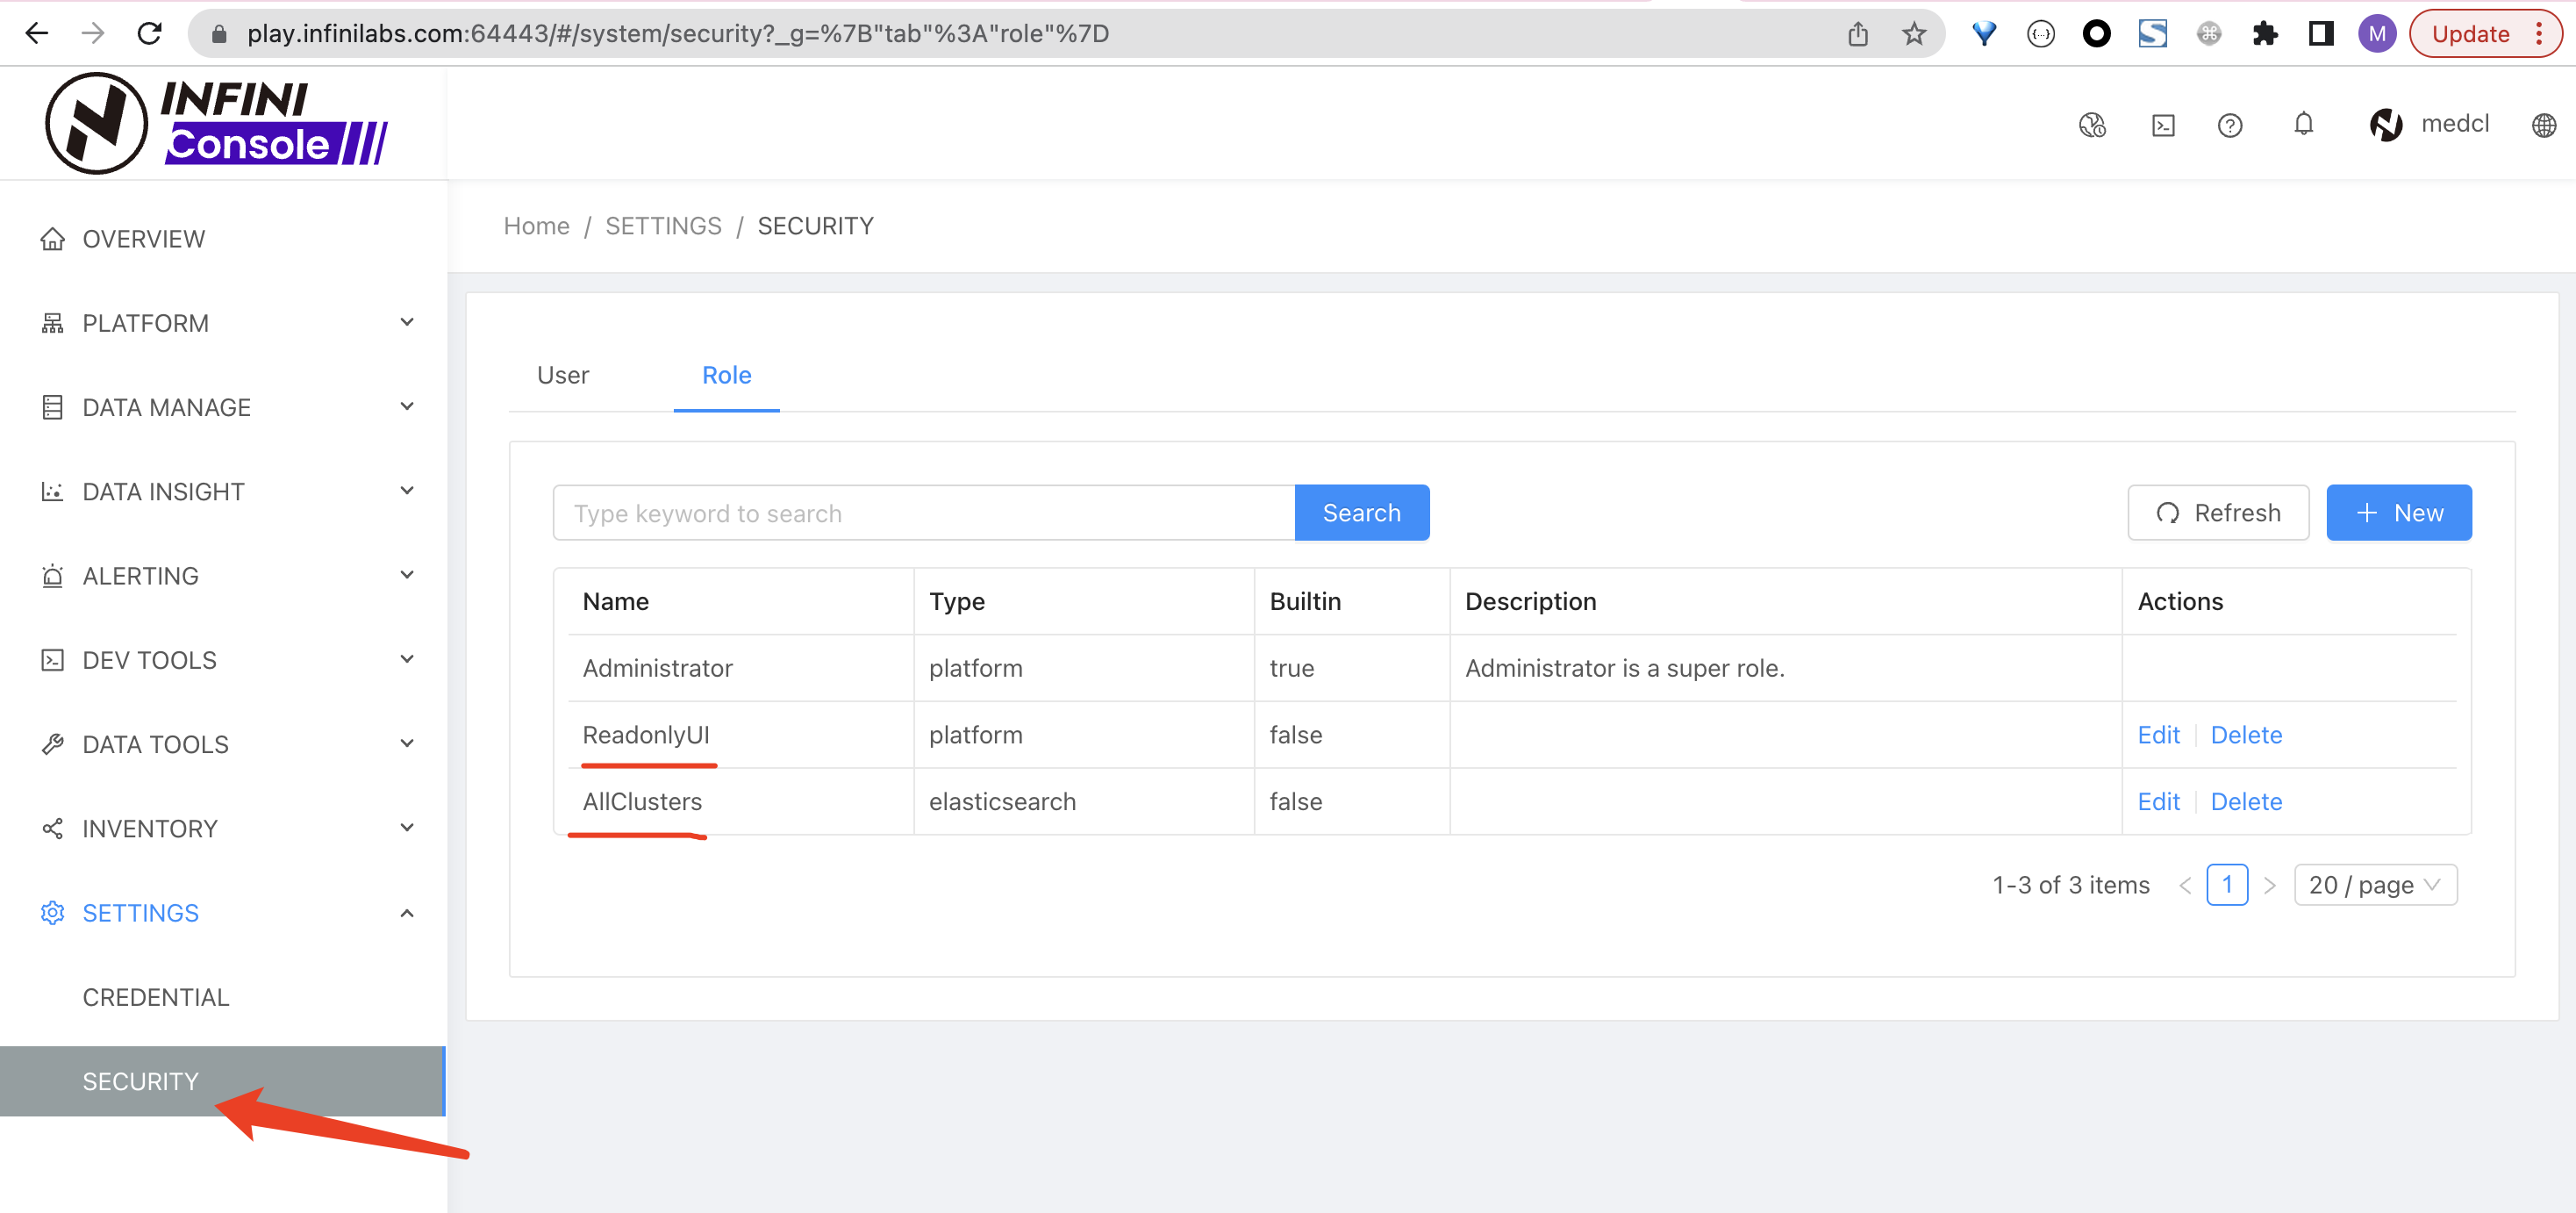 play.infinilabs.com:64443/#/system/security?_g=%7B"tab"%3A"role"%7D
M
Update
INFINI
Console
medcl
OVERVIEW
PLATFORM
DATA MANAGE
DATA INSIGHT
ALERTING
DEV TOOLS
DATA TOOLS
INVENTORY
SETTINGS
CREDENTIAL
SECURITY
Home / SETTINGS / SECURITY
User Role
Type keyword to search Search Refresh + New
Name Type Builtin Description Actions
Administrator platform true Administrator is a super role.
ReadonlyUI platform false Edit Delete
AllClusters elasticsearch false Edit Delete
1-3 of 3 items < 1 > 20 / page